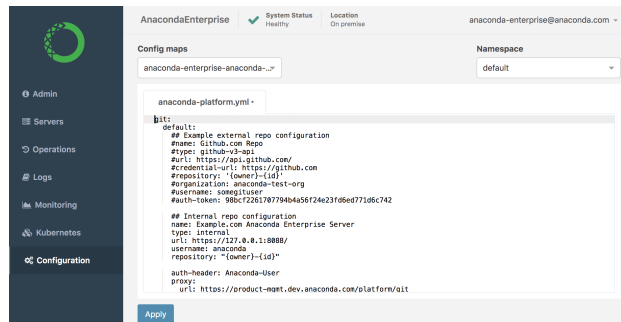 AnacondaEnterprise
System Status
Healthy
Location
On premise
anaconda-enterprise@anaconda.com
Config maps
Namespace
anaconda-enterprise-anaconda-...
default
Admin
Servers
Operations
Logs
Monitoring
Kubernetes
Configuration
anaconda-platform.yml •
git:
default:
## Example external repo configuration
#name: Github.com Repo
#type: github-v3-api
#url: https://api.github.com/
#credential-url: https://github.com
#repository: '{owner}-{id}'
#organization: anaconda-test-org
#username: somegituser
#auth-token: 98bcf2261707794b4a56f24e23fd6ed771d6c742
## Internal repo configuration
name: Example.com Anaconda Enterprise Server
type: internal
url: https://127.0.0.1:8088/
username: anaconda
repository: "{owner}-{id}"
auth-header: Anaconda-User
proxy:
url: https://product-mgmt.dev.anaconda.com/platform/git
Apply